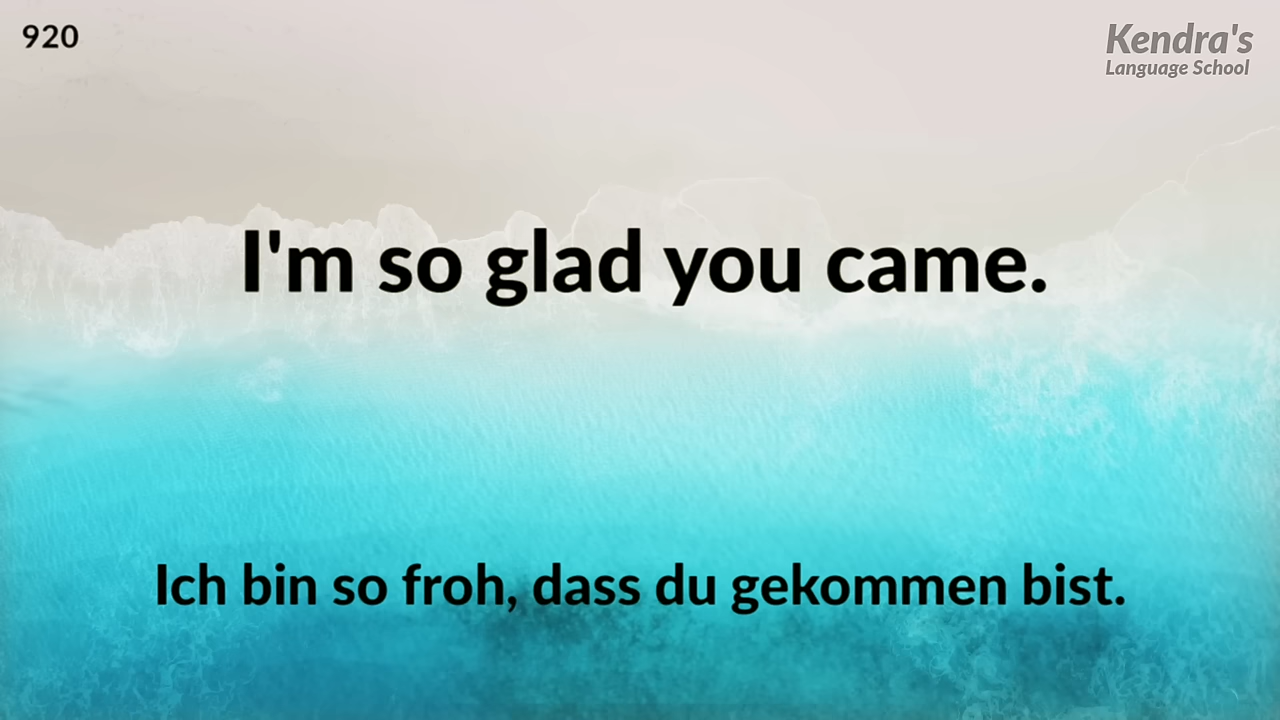 920
Kendra's
Language School
I'm so glad you came.
Ich bin so froh, dass du gekommen bist.